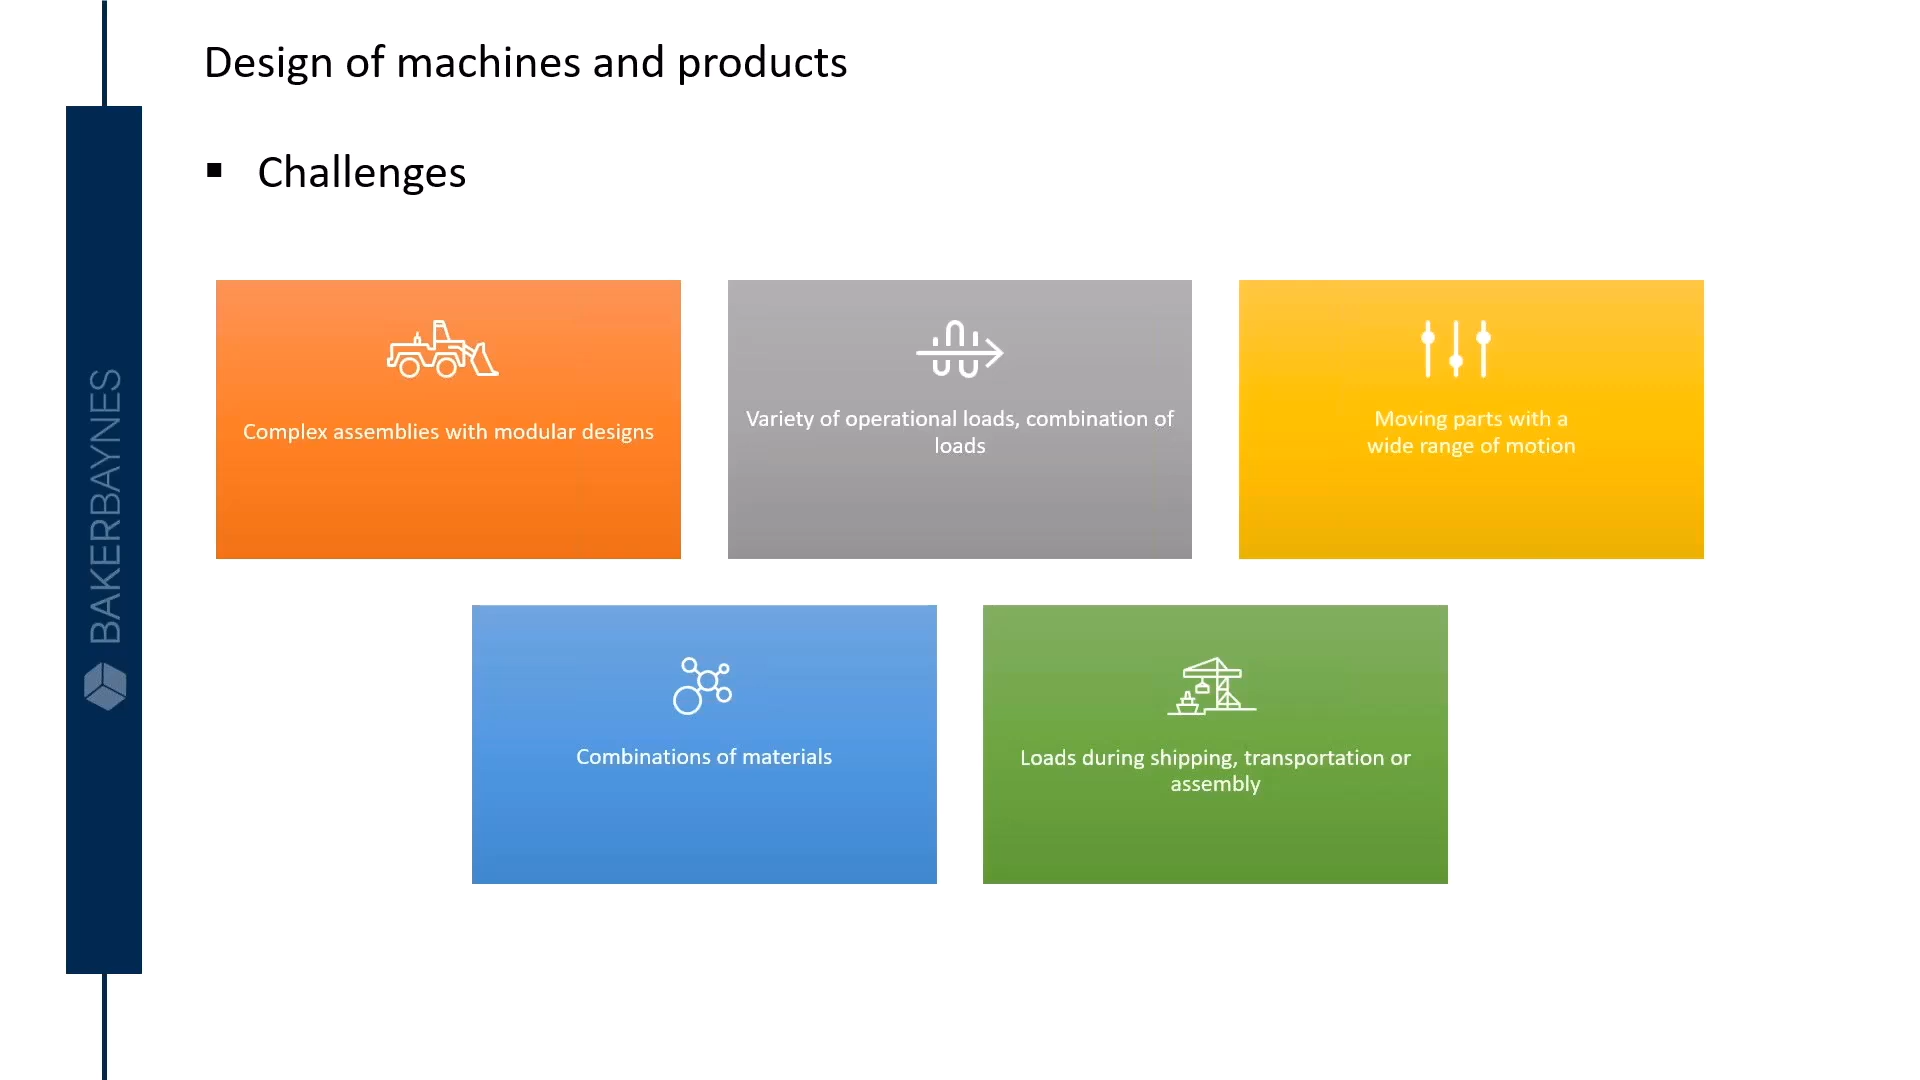 Design of machines and products
Challenges
Complex assemblies with modular designs
Variety of operational loads, combination of
loads
Moving parts with a
wide range of motion
Combinations of materials
Loads during shipping, transportation or
assembly
BAKERBAYNES